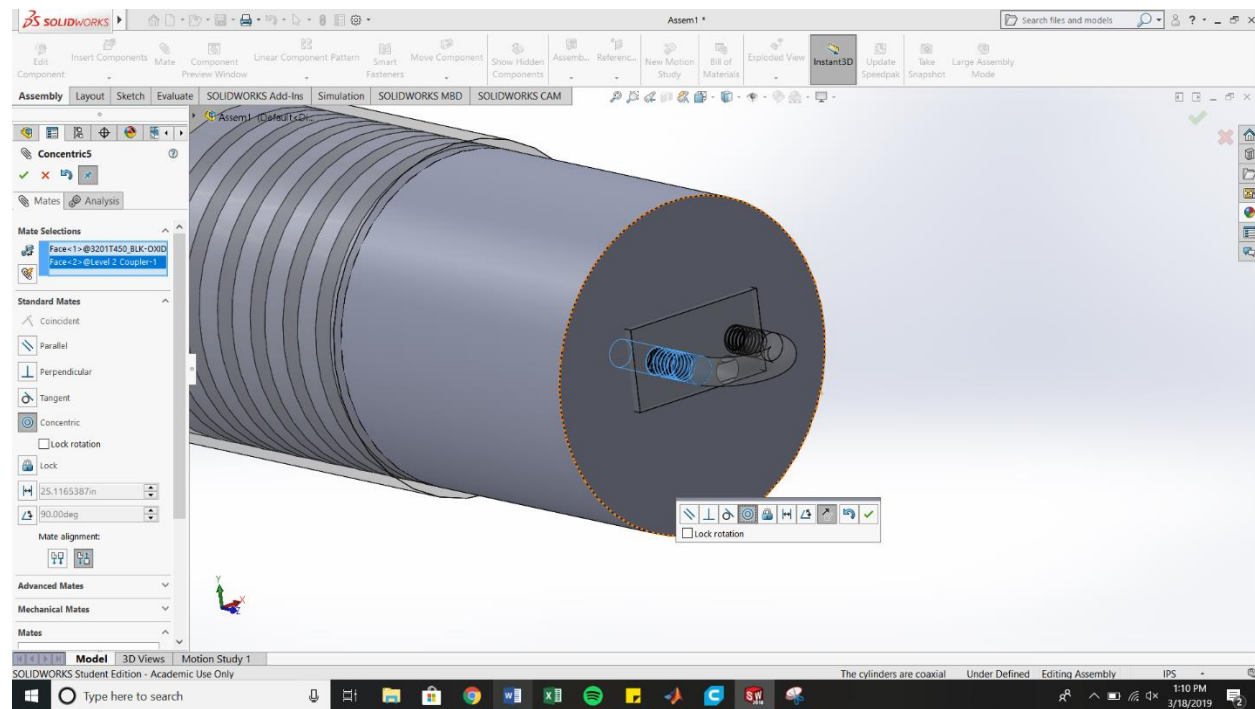 SOLIDWORKS
Assem1 *
Search files and models
Edit Component
Insert Components
Mate
Component Preview Window
Linear Component Pattern
Smart Fasteners
Move Component
Show Hidden Components
Assemb...
Referenc...
New Motion Study
Bill of Materials
Exploded View
Instant3D
Update Speedpak
Take Snapshot
Large Assembly Mode
Assembly Layout Sketch Evaluate SOLIDWORKS Add-Ins Simulation SOLIDWORKS MBD SOLIDWORKS CAM
Assem1 (Default<Di...
Concentric5
Mates Analysis
Mate Selections
Face<1>@3201T450_BLK-OXID
Face<2>@Level 2 Coupler-1
Standard Mates
Coincident
Parallel
Perpendicular
Tangent
Concentric
Lock rotation
Lock
25.1165387in
90.00deg
Mate alignment:
Advanced Mates
Mechanical Mates
Mates
Lock rotation
Y
X
Z
Model 3D Views Motion Study 1
SOLIDWORKS Student Edition - Academic Use Only
The cylinders are coaxial Under Defined Editing Assembly IPS
Type here to search
1:10 PM
3/18/2019